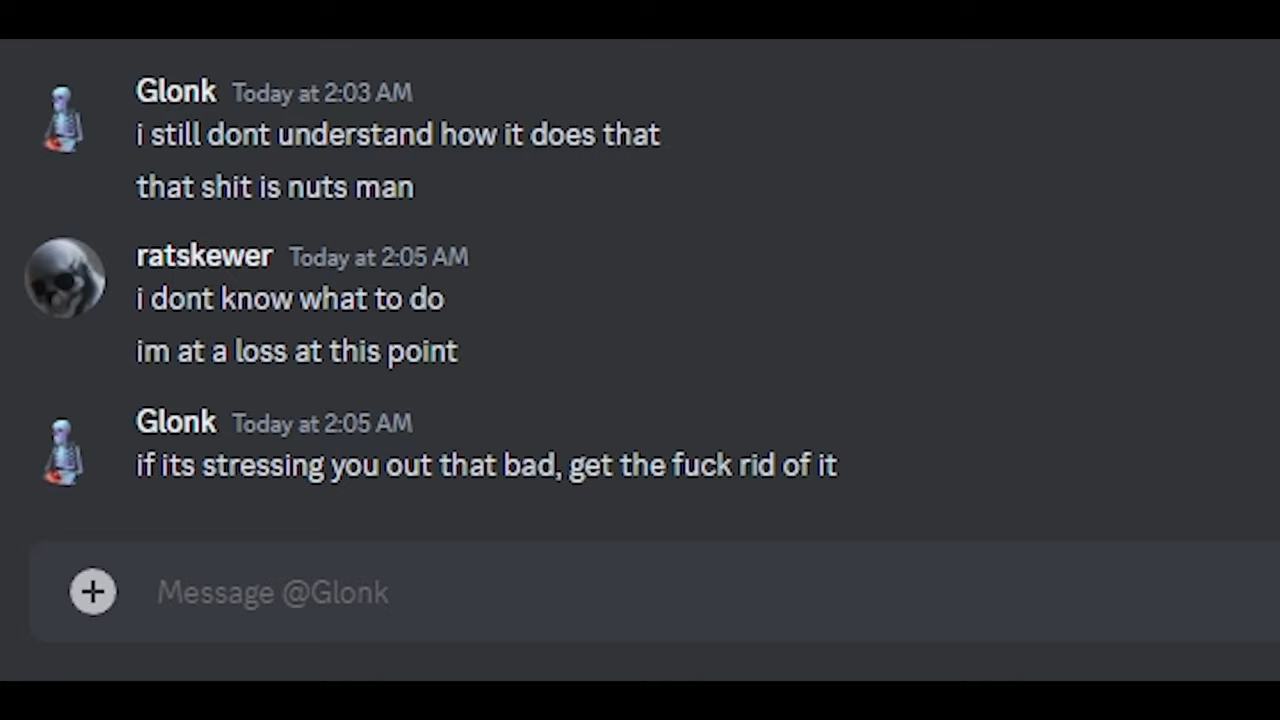 Glonk Today at 2:03 AM
i still dont understand how it does that
that shit is nuts man
ratskewer Today at 2:05 AM
i dont know what to do
im at a loss at this point
Glonk Today at 2:05 AM
if its stressing you out that bad, get the fuck rid of it
Message @Glonk